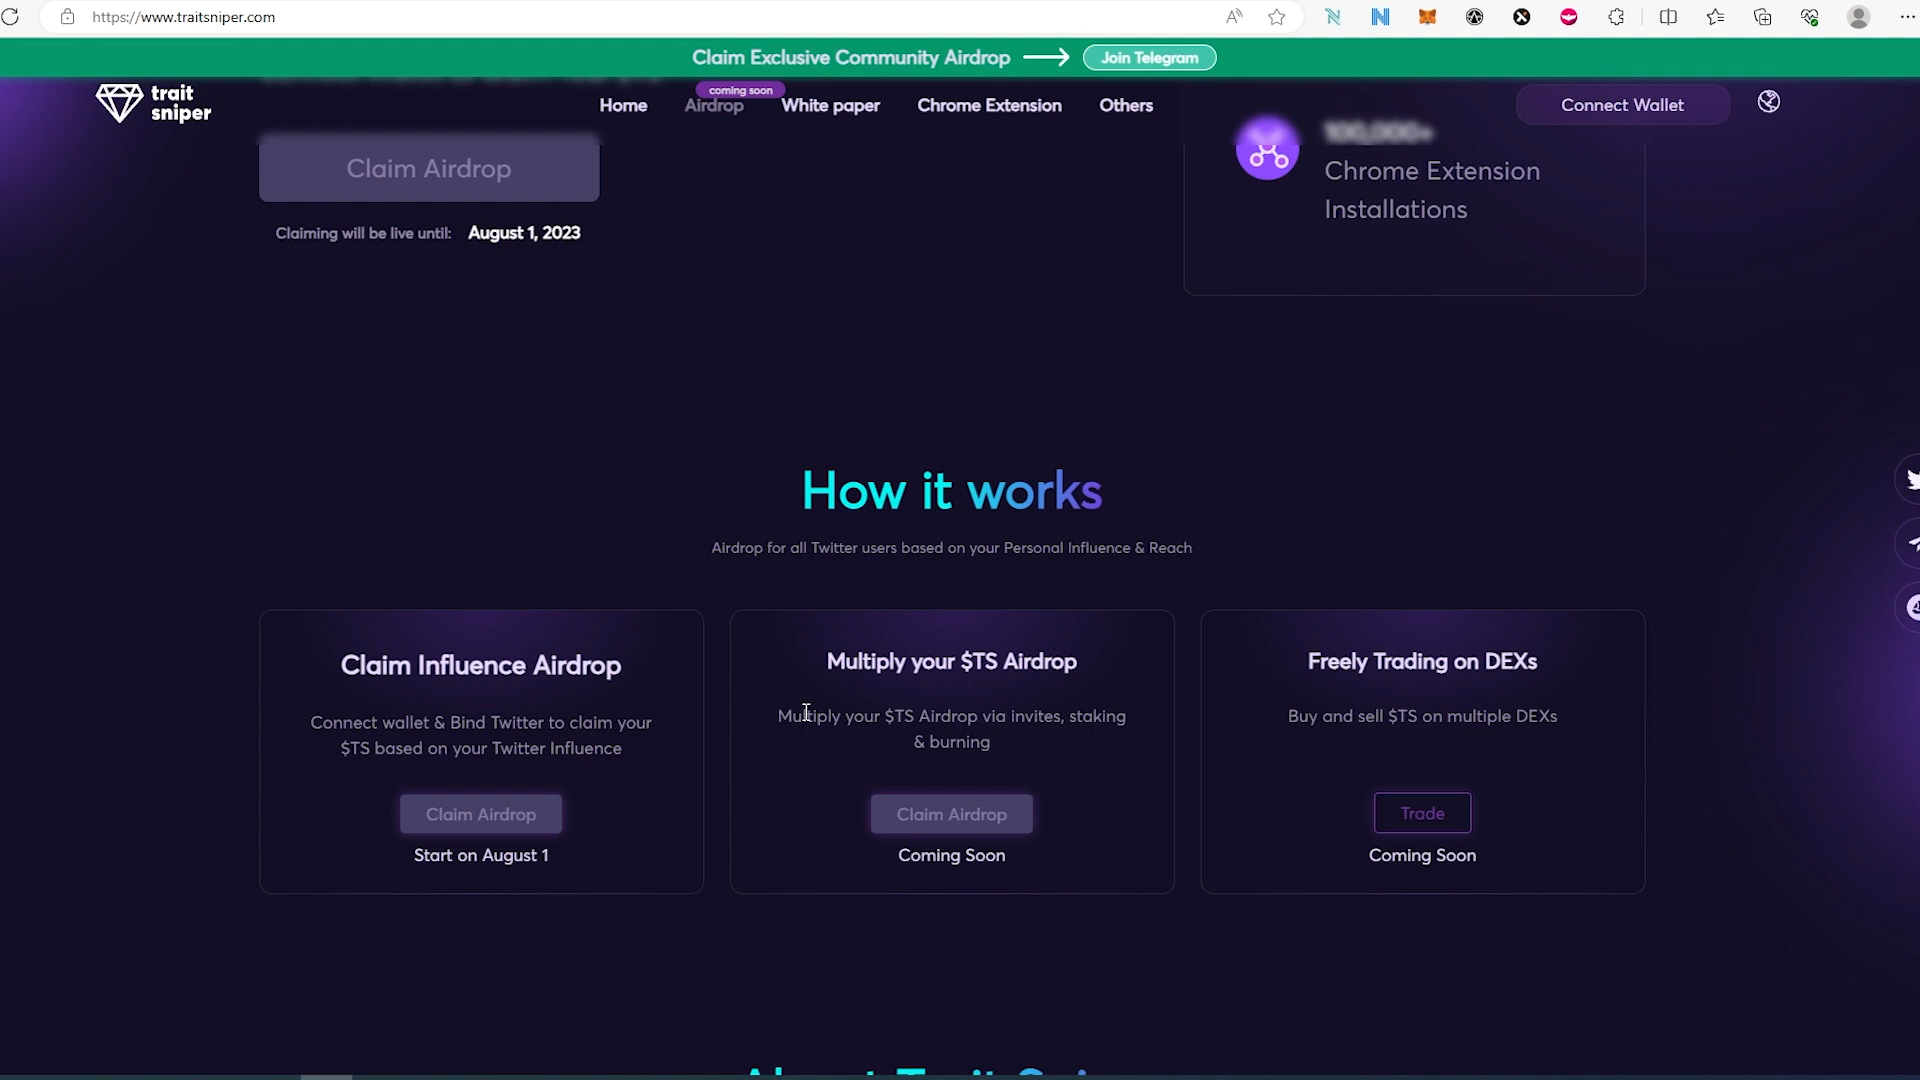 https://www.traitsniper.com
Claim Exclusive Community Airdrop
Join Telegram
trait
sniper
Home
coming soon
Airdrop
White paper
Chrome Extension
Others
Connect Wallet
Claim Airdrop
Claiming will be live until: August 1, 2023
100,000+
Chrome Extension
Installations
How it works
Airdrop for all Twitter users based on your Personal Influence & Reach
Claim Influence Airdrop
Connect wallet & Bind Twitter to claim your
$TS based on your Twitter Influence
Claim Airdrop
Start on August 1
Multiply your $TS Airdrop
Multiply your $TS Airdrop via invites, staking
& burning
Claim Airdrop
Coming Soon
Freely Trading on DEXs
Buy and sell $TS on multiple DEXs
Trade
Coming Soon